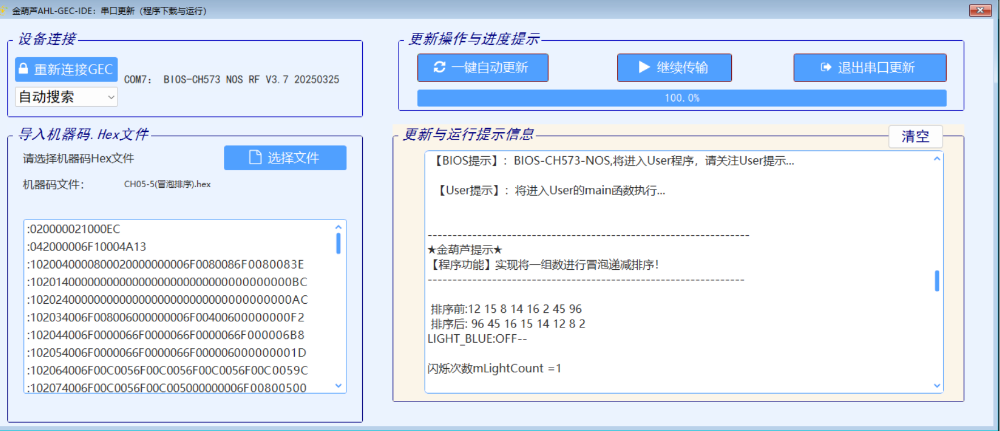 金葫芦AHL-GEC-IDE：串口更新（程序下载与运行）
设备连接
重新连接GEC
COM7： BIOS-CH573 NOS RF V3.7 20250325
自动搜索
更新操作与进度提示
一键自动更新
继续传输
退出串口更新
100.0%
导入机器码.Hex文件
请选择机器码Hex文件
选择文件
机器码文件：
CH05-5(冒泡排序).hex
:020000021000EC
:042000006F10004A13
:1020040000800020000000006F0080086F0080083E
:10201400000000000000000000000000000000BC
:10202400000000000000000000000000000000AC
:102034006F008006000000006F00400600000000F2
:102044006F0000066F0000066F0000066F000006B8
:102054006F0000066F0000066F000006000000001D
:102064006F00C0056F00C0056F00C0056F00C0059C
:102074006F00C0056F00C005000000006F00800500
更新与运行提示信息
清空
【BIOS提示】：BIOS-CH573-NOS,将进入User程序，请关注User提示...
【User提示】：将进入User的main函数执行...
------------------------------------------------------------------
★金葫芦提示★
【程序功能】实现将一组数进行冒泡递减排序！
-----------------------------------------------------------------
排序前:12 15 8 14 16 2 45 96
排序后: 96 45 16 15 14 12 8 2
LIGHT_BLUE:OFF--
闪烁次数mLightCount =1